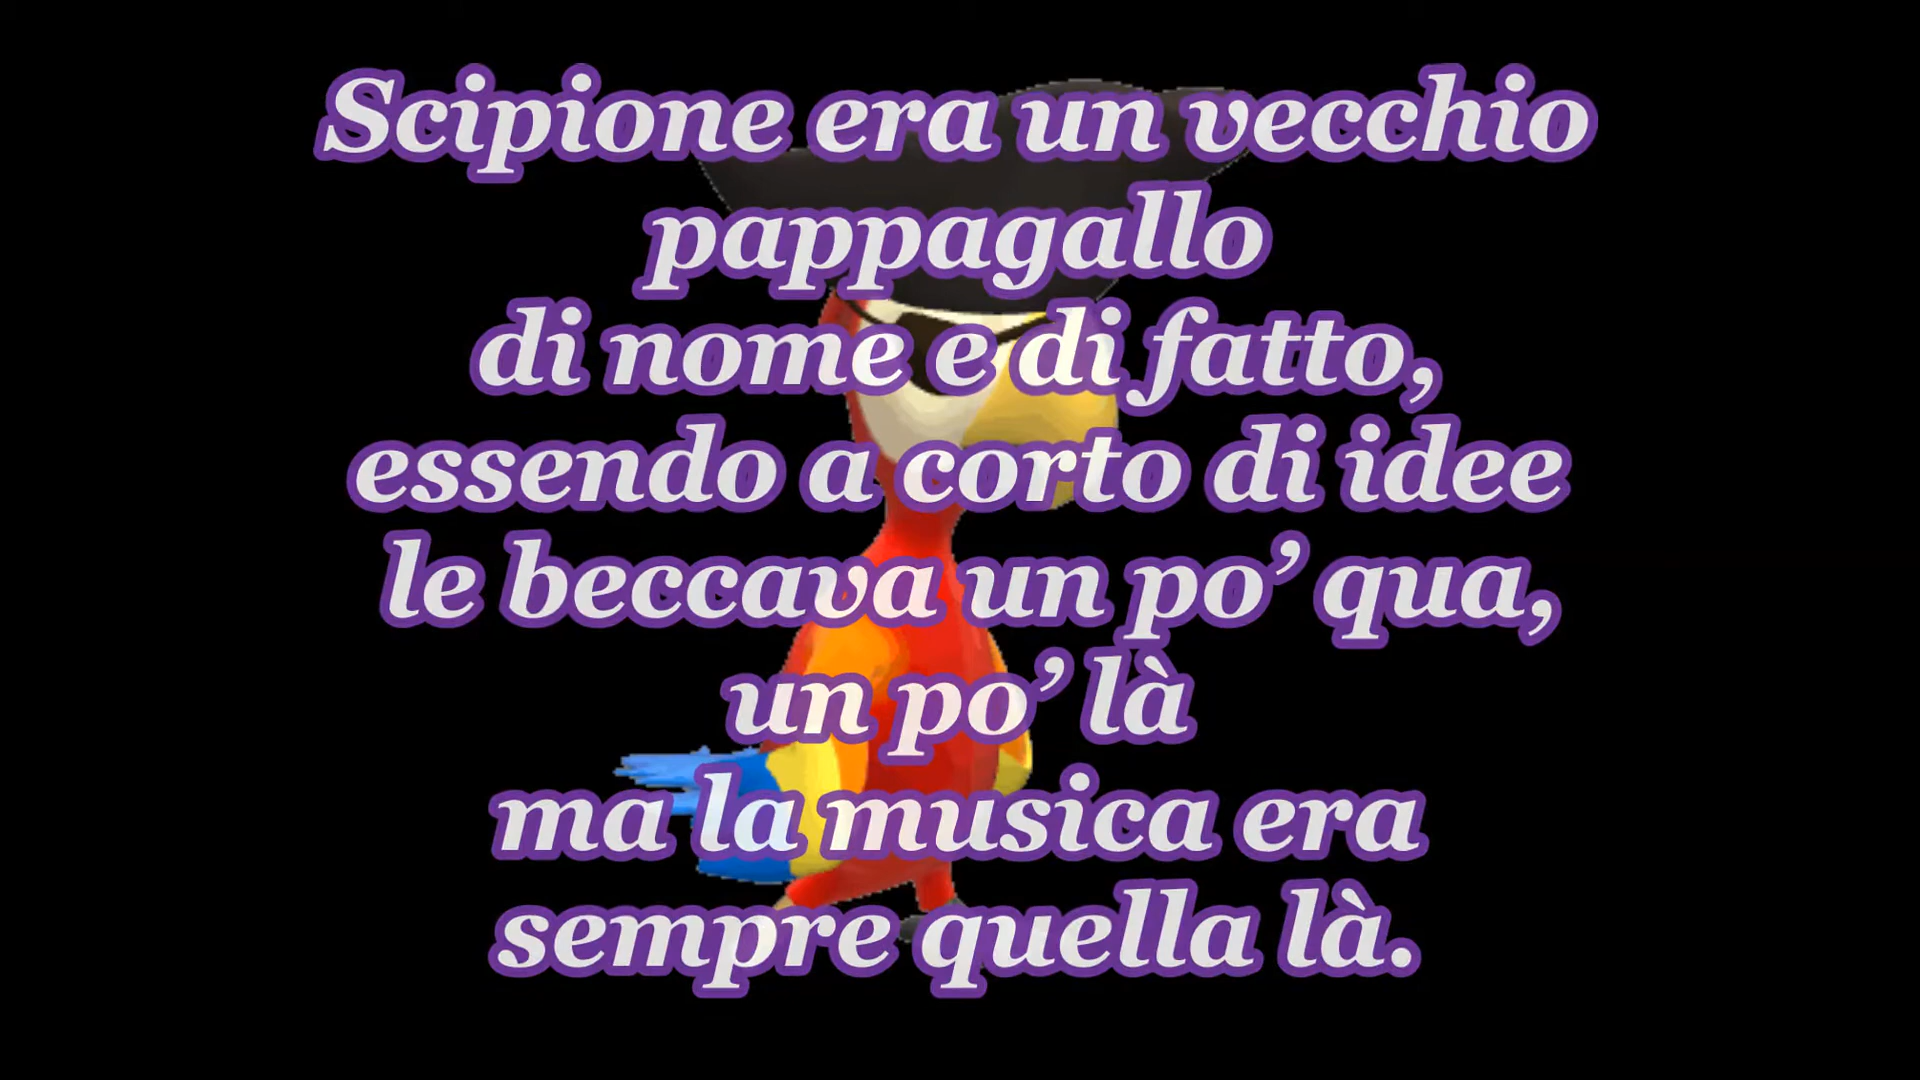 Scipione era un vecchio
pappagallo
di nome e di fatto,
essendo a corto di idee
le beccava un po’ qua,
un po’ là
ma la musica era
sempre quella là.